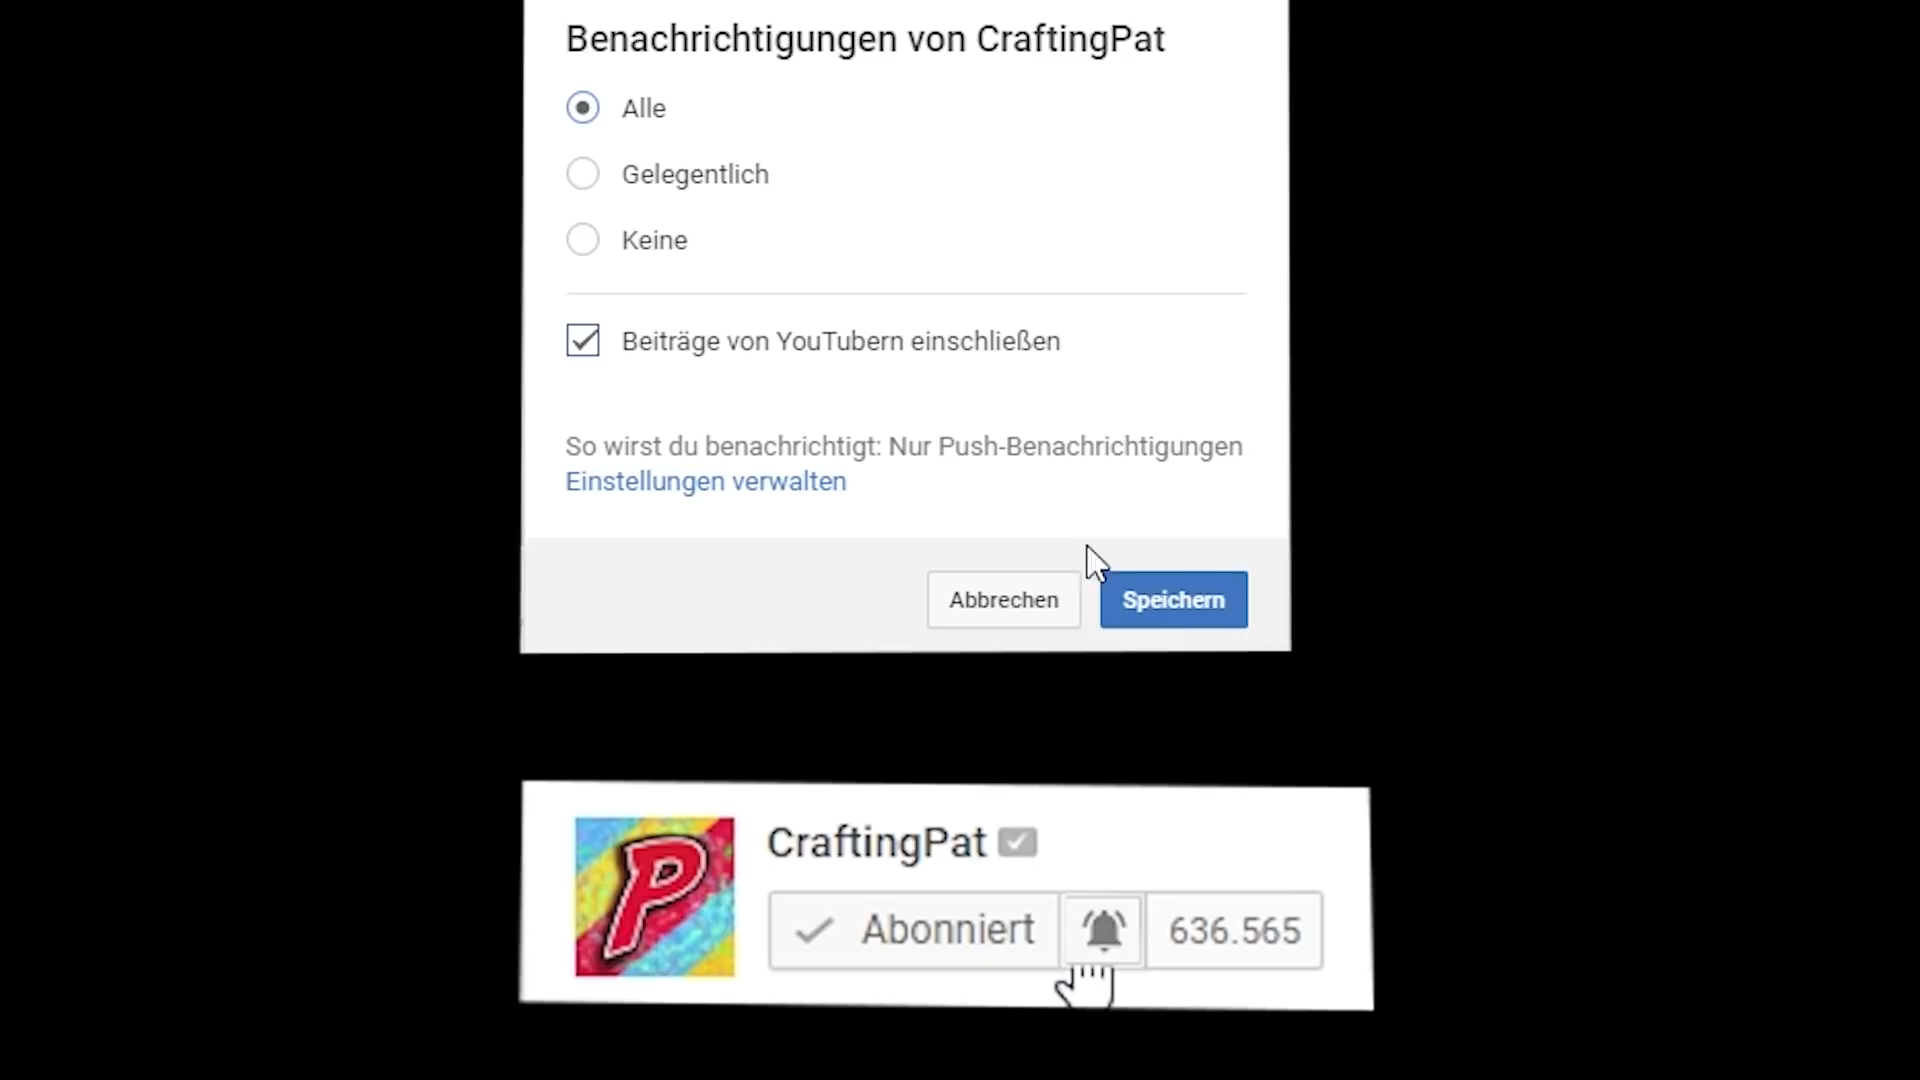 Benachrichtigungen von CraftingPat
Alle
Gelegentlich
Keine
Beiträge von YouTubern einschließen
So wirst du benachrichtigt: Nur Push-Benachrichtigungen
Einstellungen verwalten
Abbrechen
Speichern
P
CraftingPat
Abonniert
636.565